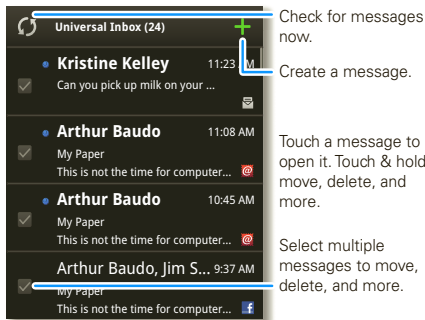 Universal Inbox (24)
Kristine Kelley 11:23 AM
Can you pick up milk on your ...
Arthur Baudo 11:08 AM
My Paper
This is not the time for computer... @
Arthur Baudo 10:45 AM
My Paper
This is not the time for computer... @
Arthur Baudo, Jim S... 9:37 AM
My Paper
This is not the time for computer... f
Check for messages
now.
Create a message.
Touch a message to
open it. Touch & hold
move, delete, and
more.
Select multiple
messages to move,
delete, and more.